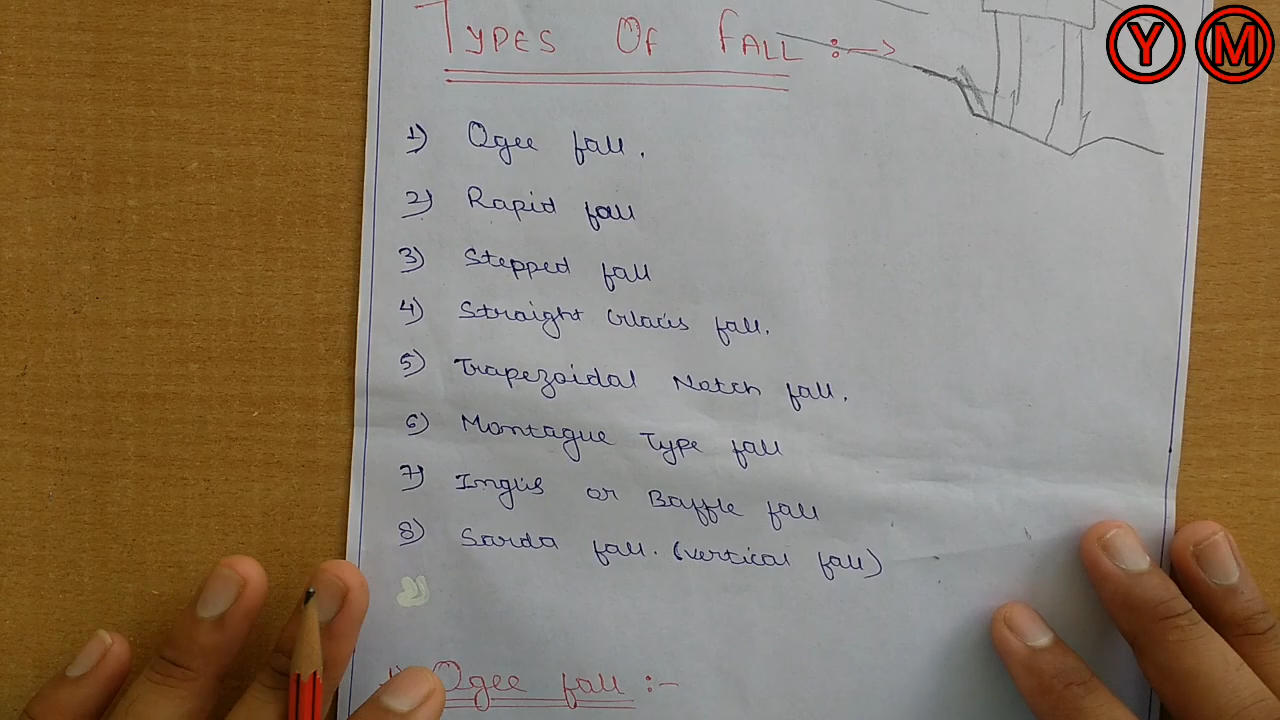 TYPES OF FALL :->
Y M
1) Ogee fall.
2) Rapid fall
3) Stepped fall
4) Straight Glacis fall.
5) Trapezoidal Notch fall.
6) Montague Type fall
7) Inglis or Baffle fall
8) Sarda fall. (vertical fall)
1) Ogee fall :-